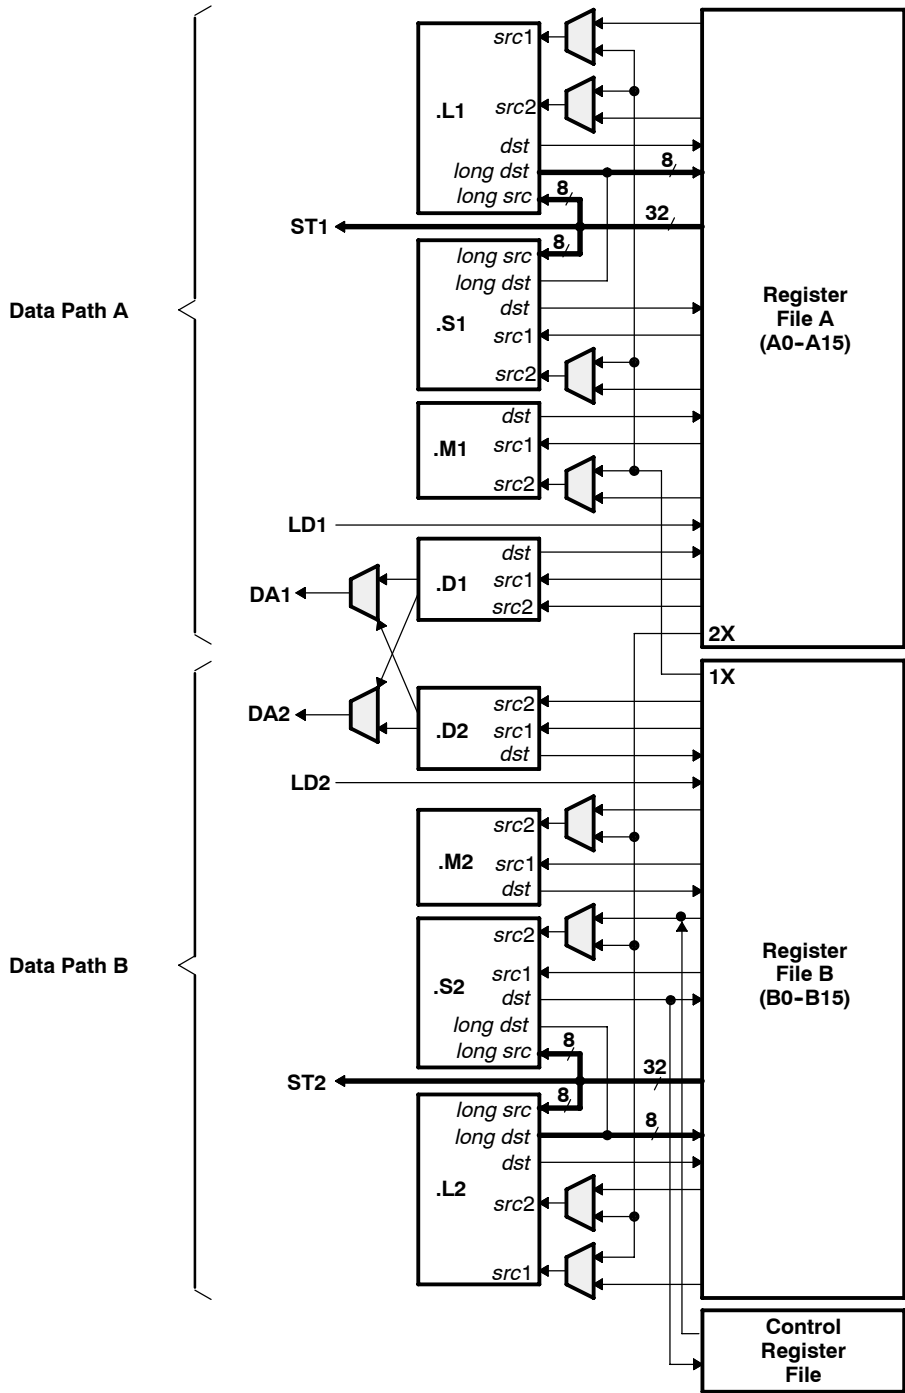 src1
src2
.L1
dst
long dst
8
long src
8
ST1
32
8
long src
long dst
dst
.S1
src1
src2
Data Path A
Register
File A
(A0-A15)
dst
.M1
src1
src2
LD1
dst
.D1
src1
src2
DA1
2X
1X
DA2
src2
.D2
src1
dst
LD2
src2
.M2
src1
dst
src2
.S2
src1
dst
long dst
8
long src
Data Path B
Register
File B
(B0-B15)
ST2
32
8
long src
long dst
8
dst
.L2
src2
src1
Control
Register
File